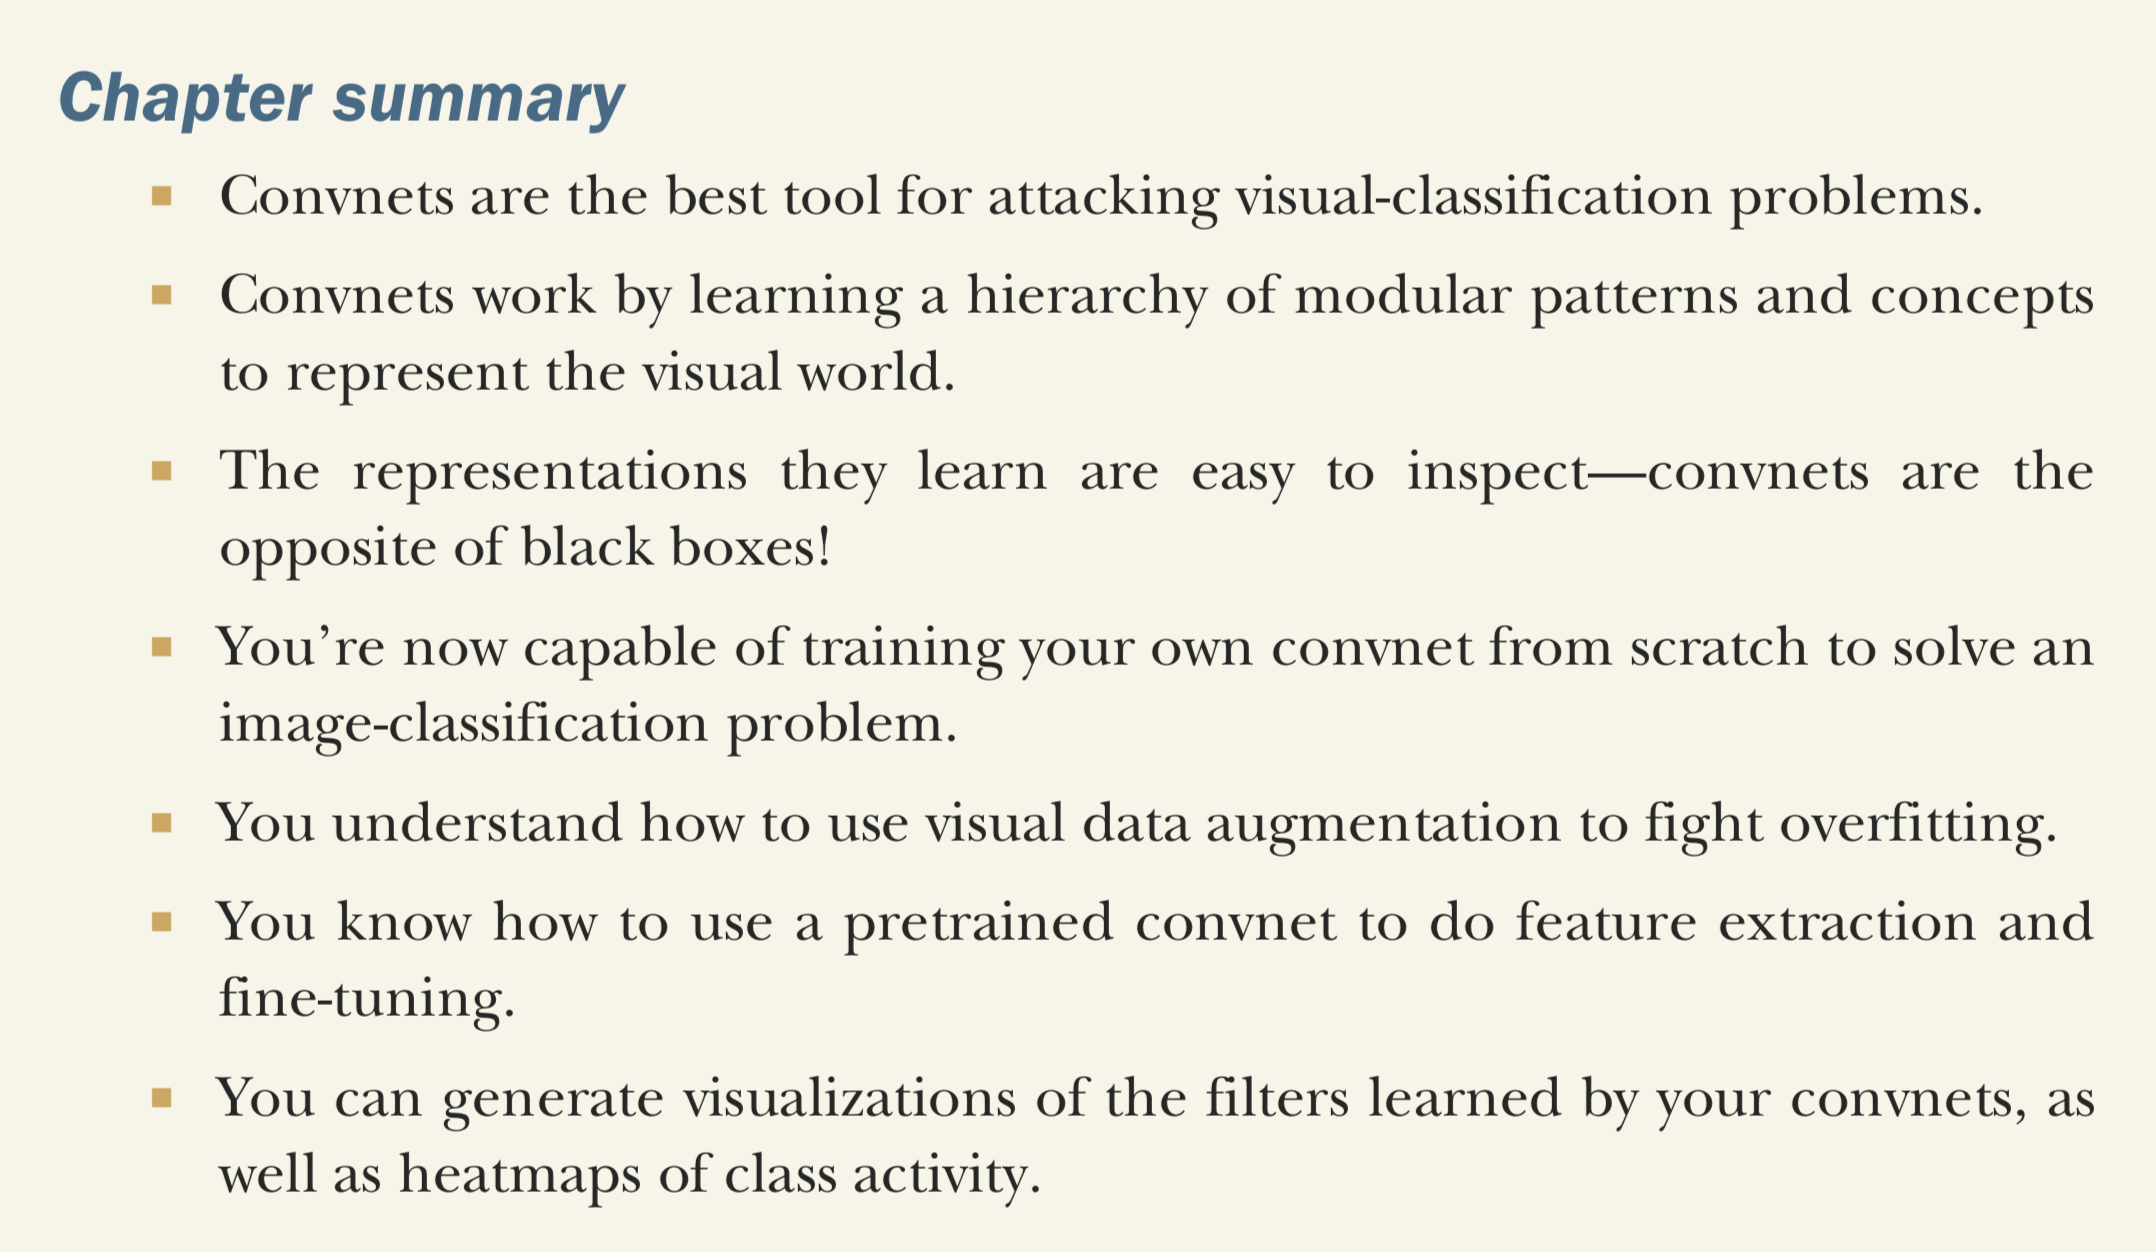 Chapter summary
■ Convnets are the best tool for attacking visual-classification problems.
■ Convnets work by learning a hierarchy of modular patterns and concepts
to represent the visual world.
■ The representations they learn are easy to inspect—convnets are the
opposite of black boxes!
■ You’re now capable of training your own convnet from scratch to solve an
image-classification problem.
■ You understand how to use visual data augmentation to fight overfitting.
■ You know how to use a pretrained convnet to do feature extraction and
fine-tuning.
■ You can generate visualizations of the filters learned by your convnets, as
well as heatmaps of class activity.